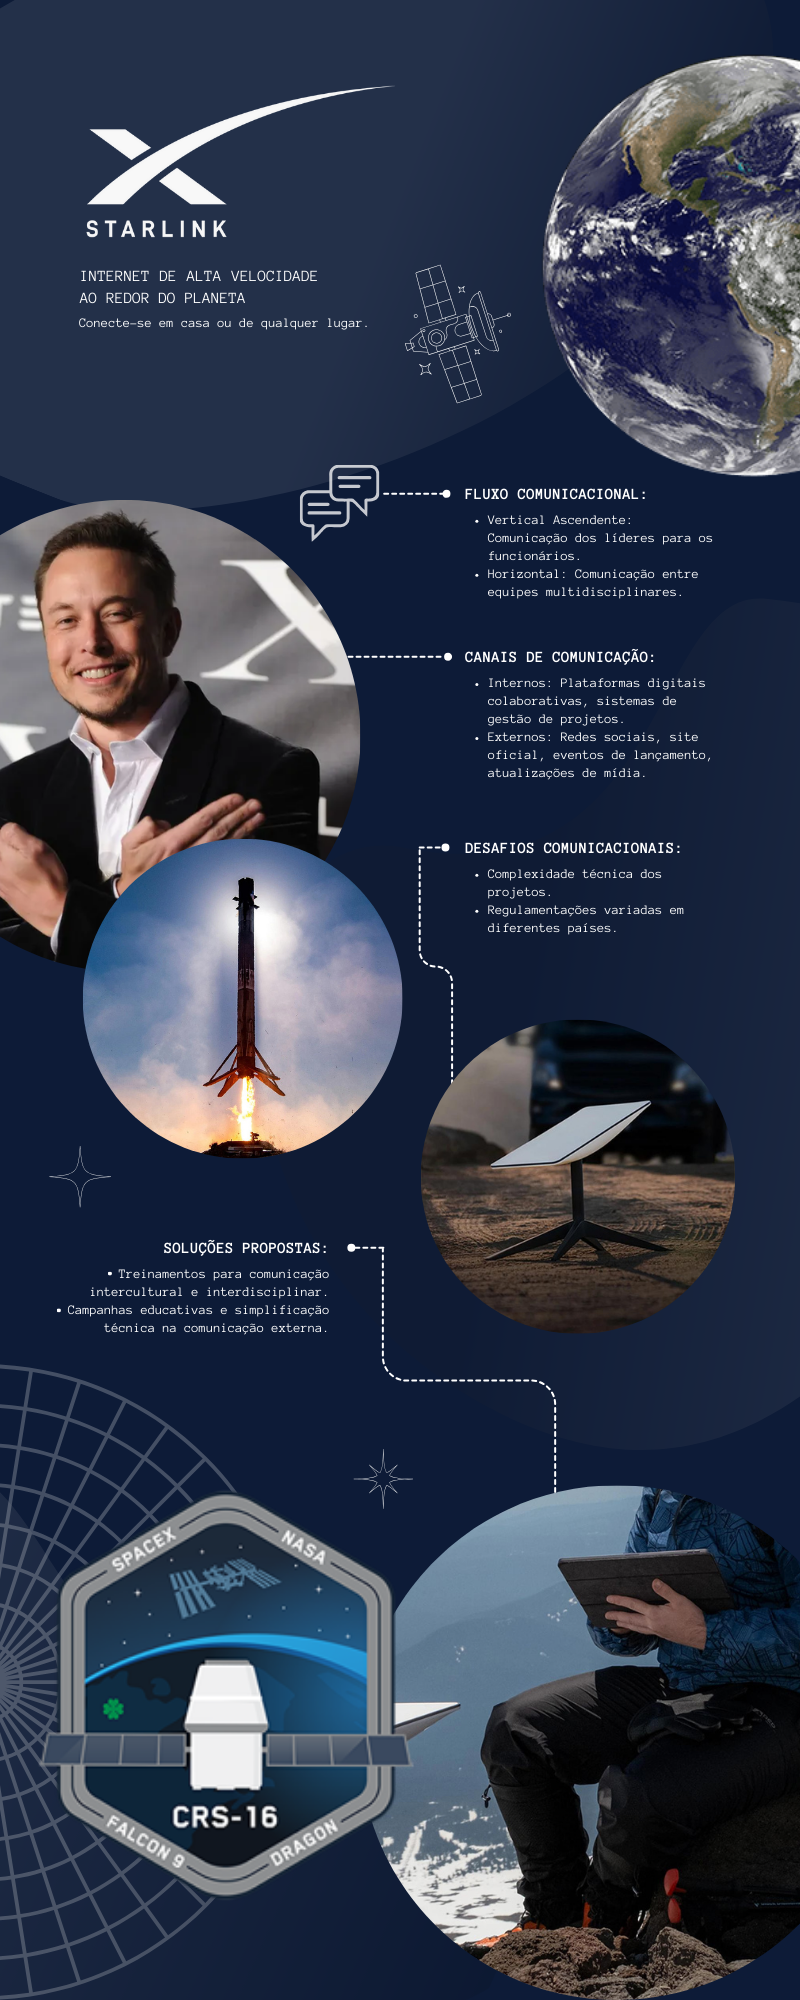 STARLINK
INTERNET DE ALTA VELOCIDADE
AO REDOR DO PLANETA
Conecte-se em casa ou de qualquer lugar.
FLUXO COMUNICACIONAL:
• Vertical Ascendente:
Comunicação dos líderes para os
funcionários.
• Horizontal: Comunicação entre
equipes multidisciplinares.
CANAIS DE COMUNICAÇÃO:
• Internos: Plataformas digitais
colaborativas, sistemas de
gestão de projetos.
• Externos: Redes sociais, site
oficial, eventos de lançamento,
atualizações de mídia.
DESAFIOS COMUNICACIONAIS:
• Complexidade técnica dos
projetos.
• Regulamentações variadas em
diferentes países.
SOLUÇÕES PROPOSTAS:
• Treinamentos para comunicação
intercultural e interdisciplinar.
• Campanhas educativas e simplificação
técnica na comunicação externa.
SPACEX
NASA
CRS-16
FALCON 9
DRAGON